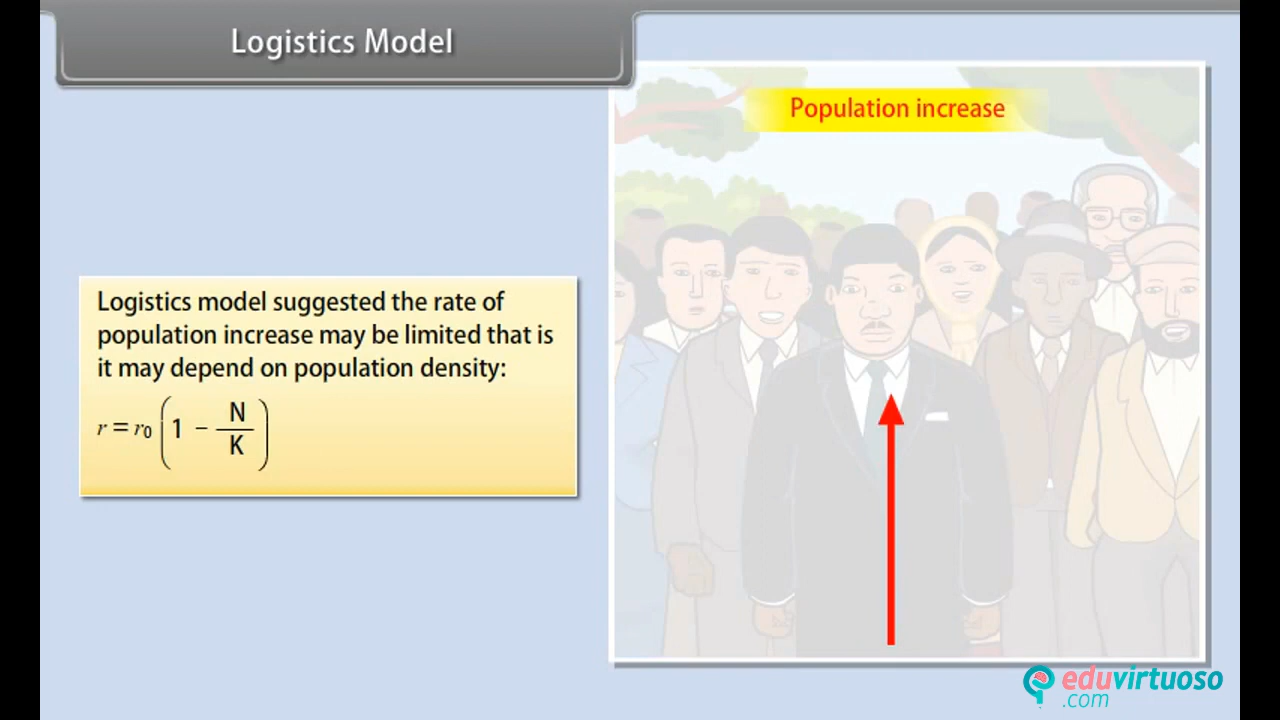 Logistics Model
Population increase
Logistics model suggested the rate of
population increase may be limited that is
it may depend on population density:
r = r₀ (1 − N/K)
eduvirtuoso
.com